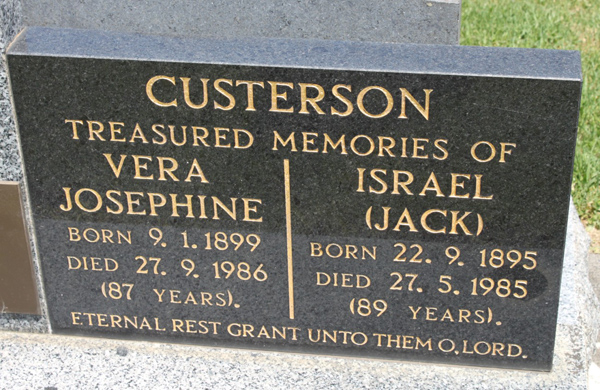 CUSTERSON
TREASURED MEMORIES OF
VERA
JOSEPHINE
BORN 9.1.1899
DIED 27.9.1986
(87 YEARS).
ISRAEL
(JACK)
BORN 22.9.1895
DIED 27.5.1985
(89 YEARS).
ETERNAL REST GRANT UNTO THEM O, LORD.